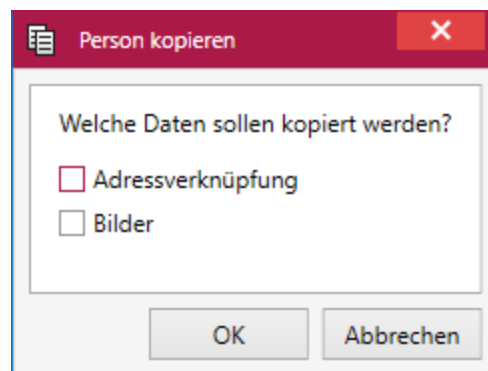 Person kopieren
Welche Daten sollen kopiert werden?
Adressverknüpfung
Bilder
OK Abbrechen